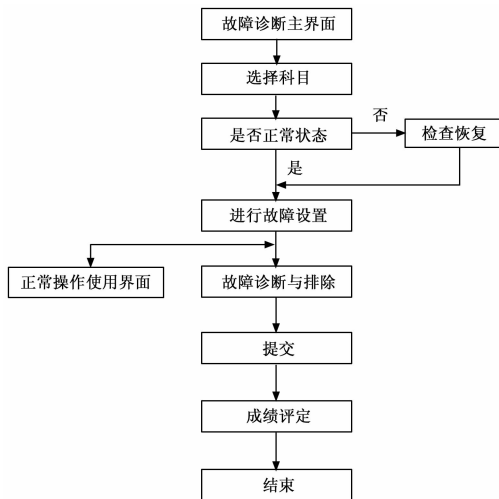 故障诊断主界面
选择科目
是否正常状态
否
检查恢复
是
进行故障设置
正常操作使用界面
故障诊断与排除
提交
成绩评定
结束